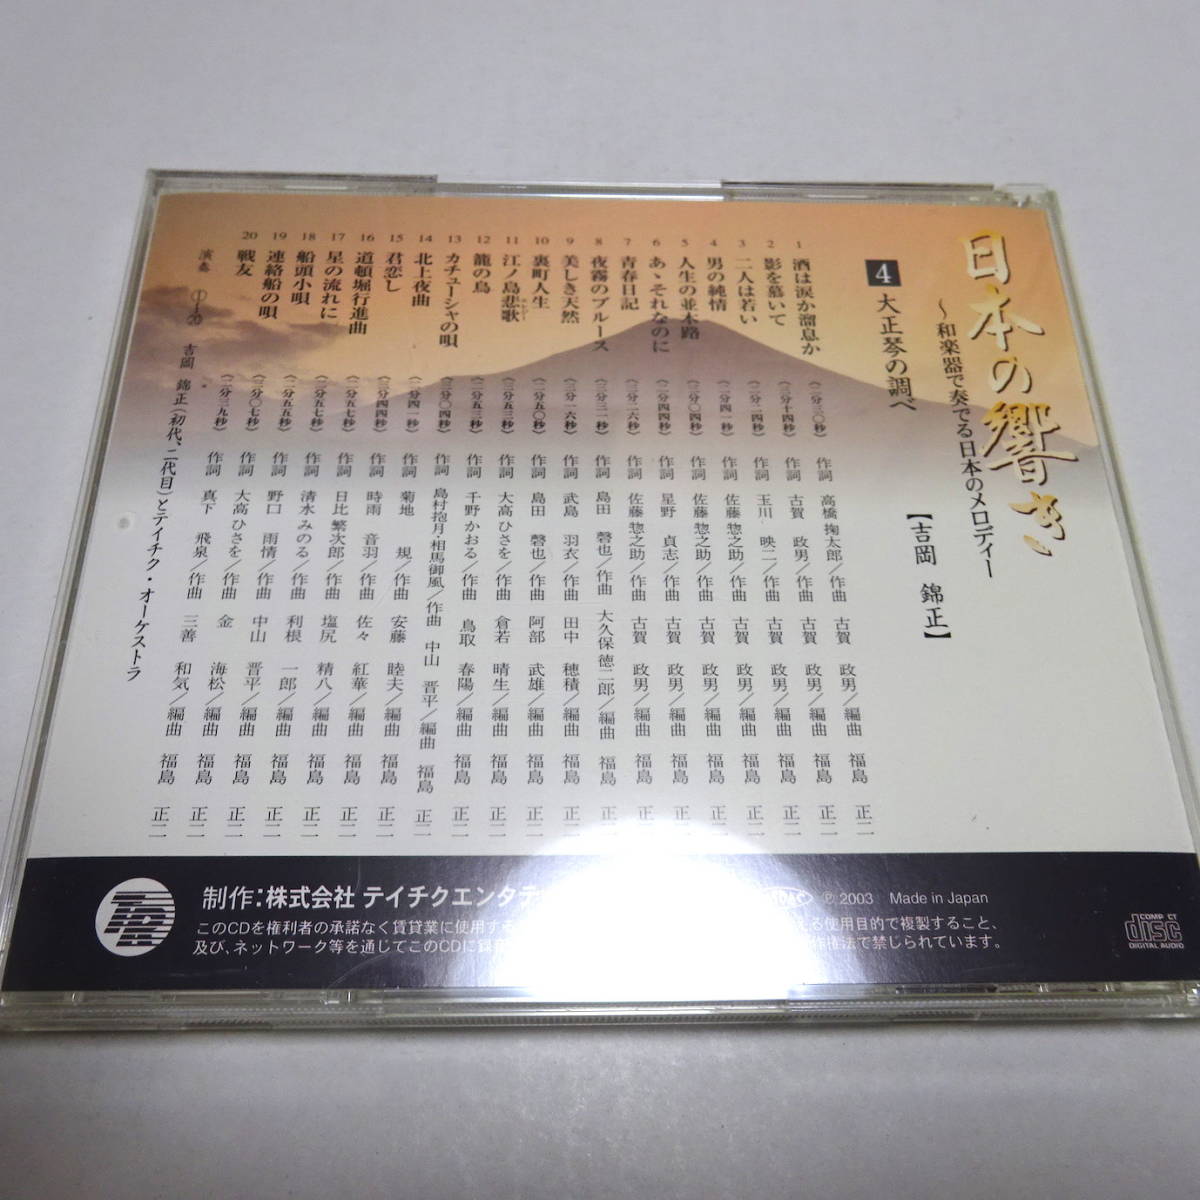 日本の響き
～和楽器で奏でる日本のメロディー
【吉岡 錦正】
4 大正琴の調べ
1 酒は涙か溜息か 作詞 高橋 掬太郎／作曲 古賀 政男／編曲 福島 正二
2 影を慕いて 作詞 古賀 政男／作曲 古賀 政男／編曲 福島 正二
3 二人は若い 作詞 玉川 映二／作曲 古賀 政男／編曲 福島 正二
4 男の純情 作詞 佐藤 惣之助／作曲 古賀 政男／編曲 福島 正二
5 人生の並木路 作詞 佐藤 惣之助／作曲 古賀 政男／編曲 福島 正二
6 あゝそれなのに 作詞 星野 貞志／作曲 古賀 政男／編曲 福島 正二
7 青春日記 作詞 佐藤 惣之助／作曲 古賀 政男／編曲 福島 正二
8 夜霧のブルース 作詞 島田 磬也／作曲 大久保 徳二郎／編曲 福島 正二
9 美しき天然 作詞 武島 羽衣／作曲 田中 穂積／編曲 福島 正二
10 裏町人生 作詞 島田 磬也／作曲 阿部 武雄／編曲 福島 正二
11 江ノ島悲歌 作詞 大高 ひさを／作曲 倉若 晴生／編曲 福島 正二
12 籠の鳥 作詞 千野 かおる／作曲 鳥取 春陽／編曲 福島 正二
13 カチューシャの唄 作詞 島村抱月・相馬御風／作曲 中山 晋平／編曲 福島 正二
14 北上夜曲 作詞 菊地 規／作曲 安藤 睦夫／編曲 福島 正二
15 君恋し 作詞 時雨 音羽／作曲 佐々 紅華／編曲 福島 正二
16 道頓堀行進曲 作詞 日比 繁次郎／作曲 塩尻 精八／編曲 福島 正二
17 星の流れに 作詞 清水 みのる／作曲 利根 一郎／編曲 福島 正二
18 船頭小唄 作詞 野口 雨情／作曲 中山 晋平／編曲 福島 正二
19 連絡船の唄 作詞 大高 ひさを／作曲 金 海松／編曲 福島 正二
20 戦友 作詞 真下 飛泉／作曲 三善 和気／編曲 福島 正二
演奏 吉岡 錦正（初代、二代目）とテイチク・オーケストラ
制作：株式会社 テイチクエンタテ
℗ 2003 Made in Japan
このCDを権利者の承諾なく賃貸業に使用する
る使用目的で複製すること、
及び、ネットワーク等を通じてこのCDに録音
作権法で禁じられています。
COMPACT
disc
DIGITAL AUDIO